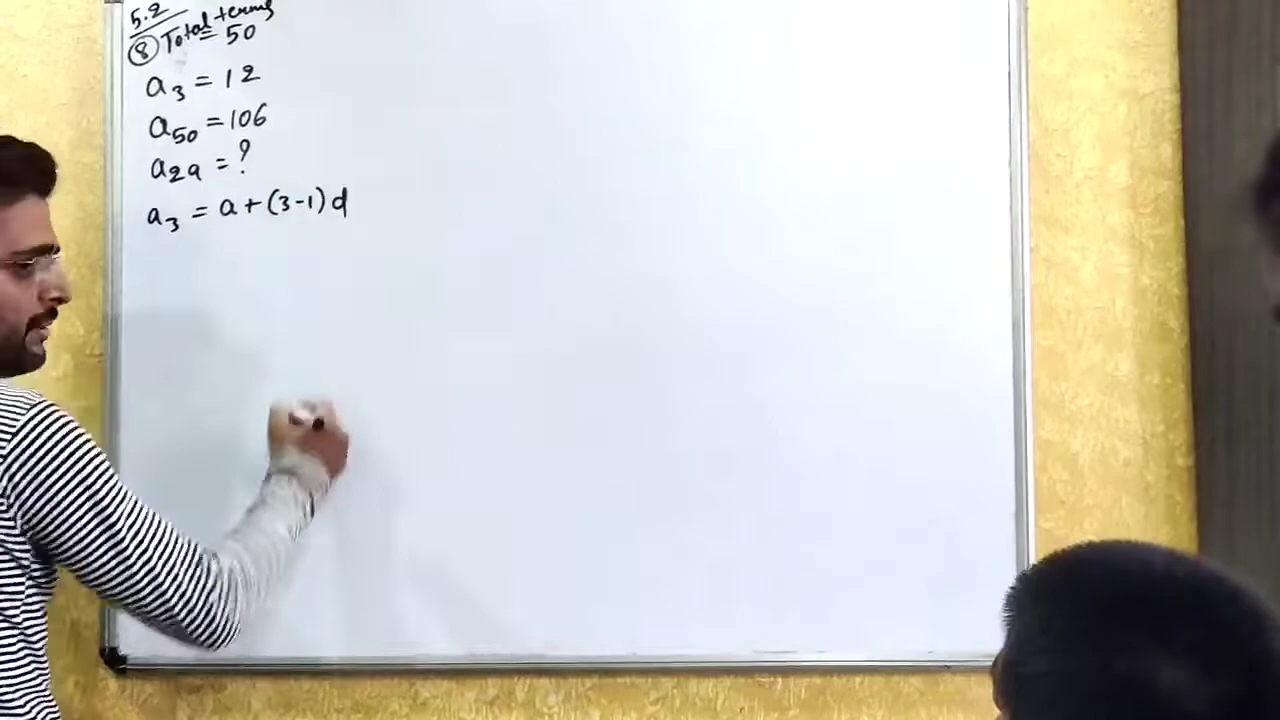 5.2
⑧ Total terms = 50
a₃ = 12
a₅₀ = 106
a₂₉ = ?
a₃ = a + (3-1) d